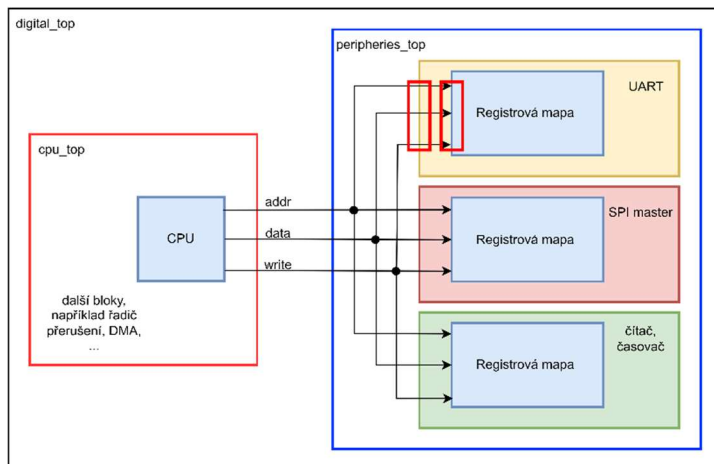 digital_top
peripheries_top
UART
Registrová mapa
cpu_top
CPU
addr
data
write
další bloky,
například řadič
přerušení, DMA,
...
SPI master
Registrová mapa
čítač,
časovač
Registrová mapa